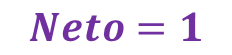 Neto = 1